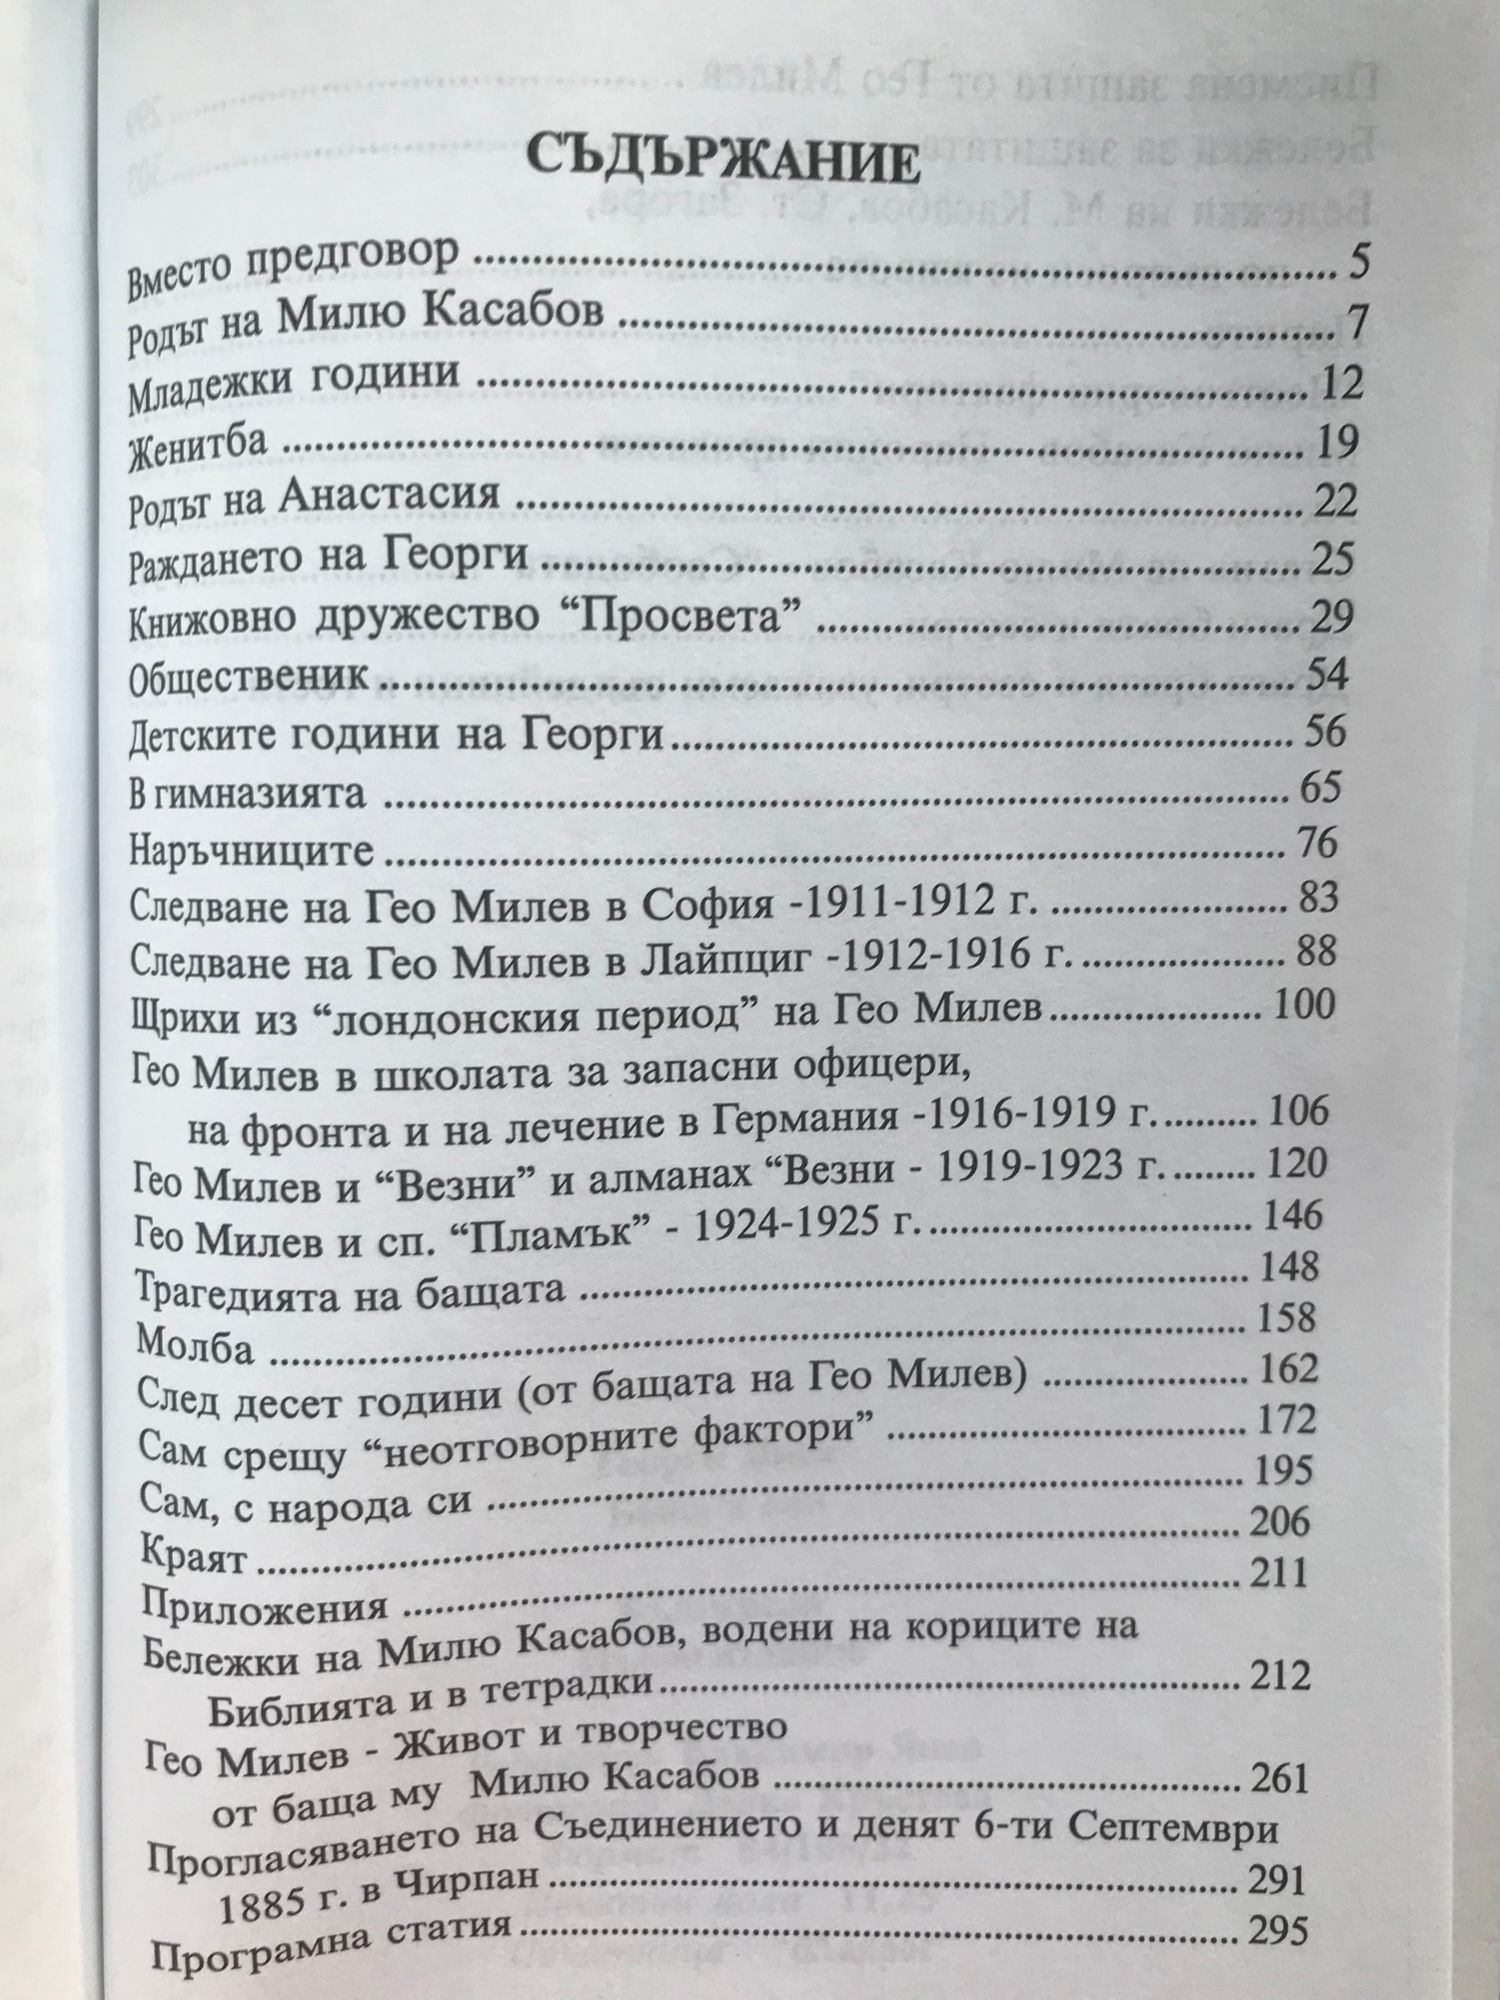 СЪДЪРЖАНИЕ
Вместо предговор ........ 5
Родът на Милю Касабов ........ 7
Младежки години ........ 12
Женитба ........ 19
Родът на Анастасия ........ 22
Раждането на Георги ........ 25
Книжовно дружество “Просвета” ........ 29
Общественик ........ 54
Детските години на Георги ........ 56
В гимназията ........ 65
Наръчниците ........ 76
Следване на Гео Милев в София -1911-1912 г. ........ 83
Следване на Гео Милев в Лайпциг -1912-1916 г. ........ 88
Щрихи из “лондонския период” на Гео Милев ........ 100
Гео Милев в школата за запасни офицери,
на фронта и на лечение в Германия -1916-1919 г. ........ 106
Гео Милев и “Везни” и алманах “Везни - 1919-1923 г. ........ 120
Гео Милев и сп. “Пламък” - 1924-1925 г. ........ 146
Трагедията на бащата ........ 148
Молба ........ 158
След десет години (от бащата на Гео Милев) ........ 162
Сам срещу “неотговорните фактори” ........ 172
Сам, с народа си ........ 195
Краят ........ 206
Приложения ........ 211
Бележки на Милю Касабов, водени на кориците на
Библията и в тетрадки ........ 212
Гео Милев - Живот и творчество
от баща му Милю Касабов ........ 261
Прогласяването на Съединението и денят 6-ти Септември
1885 г. в Чирпан ........ 291
Програмна статия ........ 295